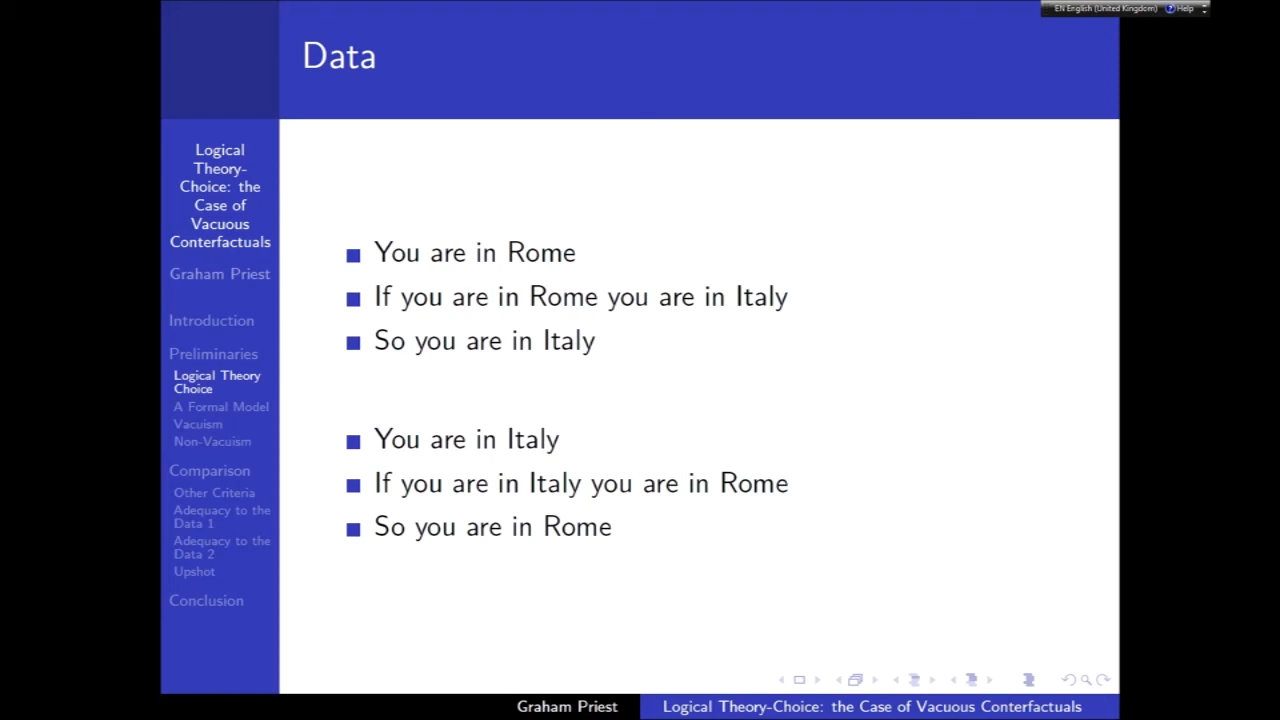 EN English (United Kingdom) Help
Data
Logical
Theory-
Choice: the
Case of
Vacuous
Conterfactuals
Graham Priest
Introduction
Preliminaries
Logical Theory
Choice
A Formal Model
Vacuism
Non-Vacuism
Comparison
Other Criteria
Adequacy to the
Data 1
Adequacy to the
Data 2
Upshot
Conclusion
You are in Rome
If you are in Rome you are in Italy
So you are in Italy
You are in Italy
If you are in Italy you are in Rome
So you are in Rome
Graham Priest
Logical Theory-Choice: the Case of Vacuous Conterfactuals